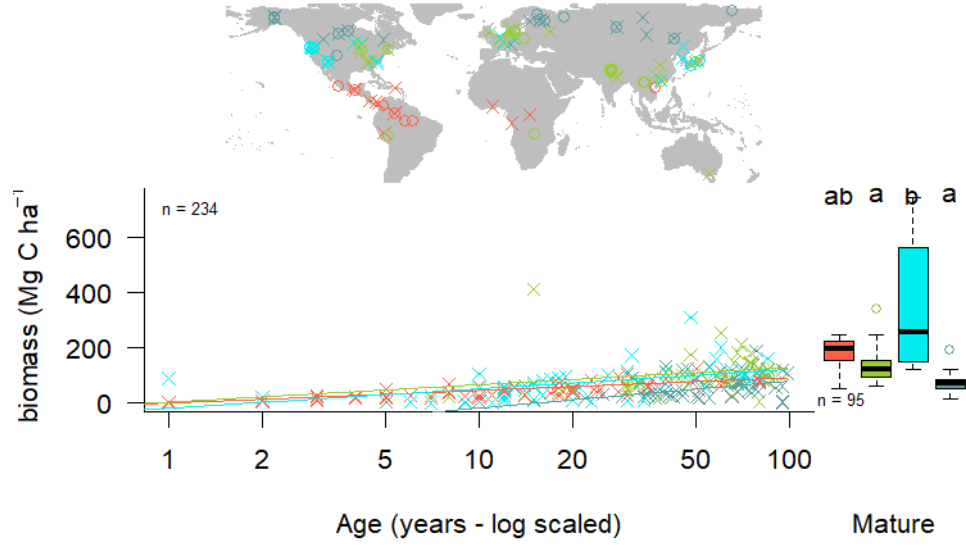 ab a b a
n = 234
biomass (Mg C ha⁻¹
600
400
200
0
n = 95
1 2 5 10 20 50 100
Age (years - log scaled) Mature